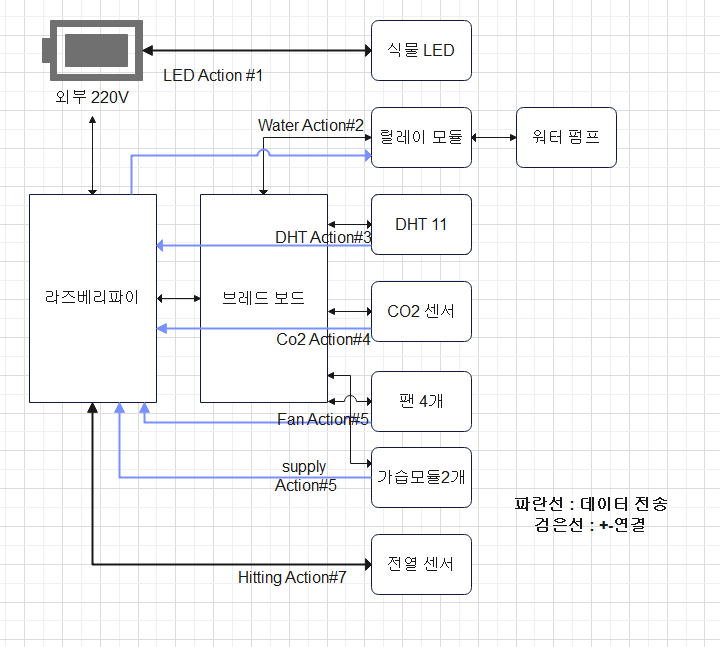 식물 LED
LED Action #1
외부 220V
Water Action#2
릴레이 모듈
워터 펌프
DHT 11
DHT Action#3
라즈베리파이
브레드 보드
CO2 센서
Co2 Action#4
팬 4개
Fan Action#5
supply
Action#5
가습모듈2개
파란선 : 데이터 전송
검은선 : +-연결
전열 센서
Hitting Action#7